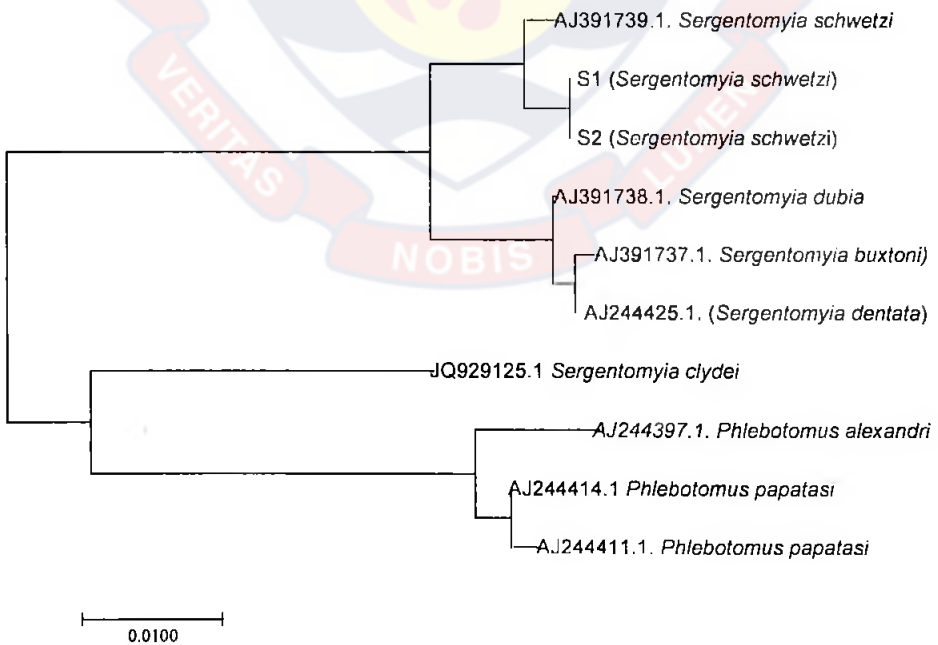 AJ391739.1. Sergentomyia schwetzi
S1 (Sergentomyia schwetzi)
S2 (Sergentomyia schwetzi)
AJ391738.1. Sergentomyia dubia
AJ391737.1. Sergentomyia buxtoni)
AJ244425.1. (Sergentomyia dentata)
JQ929125.1 Sergentomyia clydei
AJ244397.1. Phlebotomus alexandri
AJ244414.1 Phlebotomus papatasi
AJ244411.1. Phlebotomus papatasi
0.0100
VERITAS
NOBIS
LUMEN